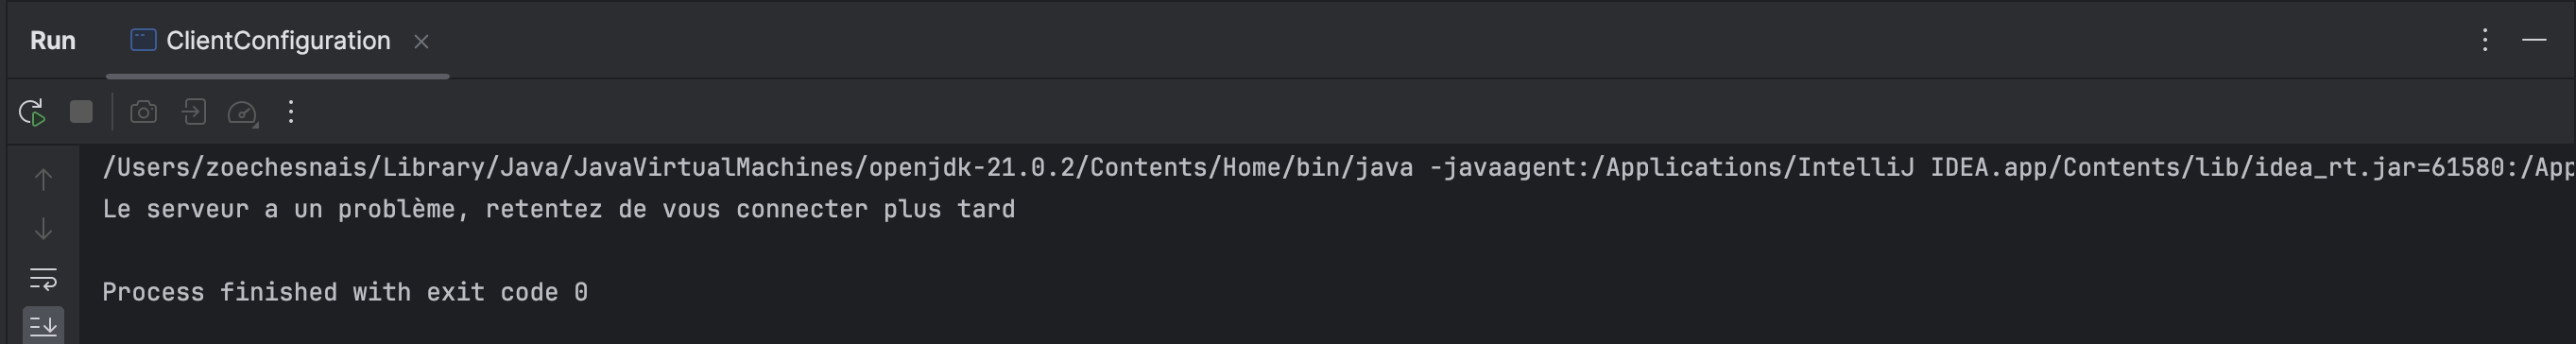 Run ClientConfiguration
/Users/zoechesnais/Library/Java/JavaVirtualMachines/openjdk-21.0.2/Contents/Home/bin/java -javaagent:/Applications/IntelliJ IDEA.app/Contents/lib/idea_rt.jar=61580:/App
Le serveur a un problème, retentez de vous connecter plus tard
Process finished with exit code 0